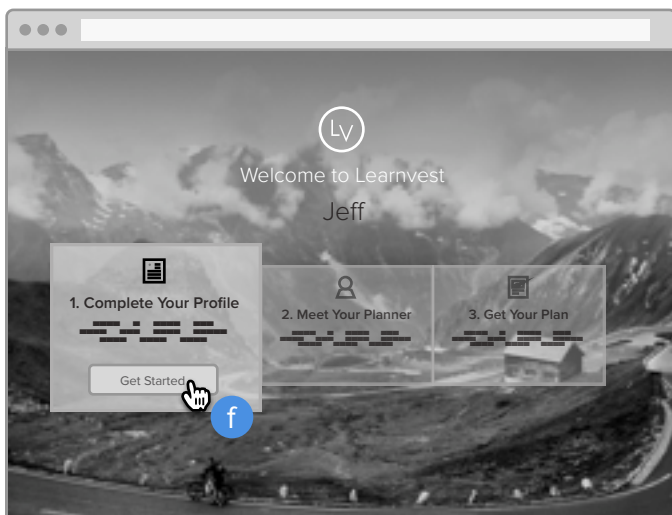 LV
Welcome to Learnvest
Jeff
1. Complete Your Profile
2. Meet Your Planner
3. Get Your Plan
Get Started
f